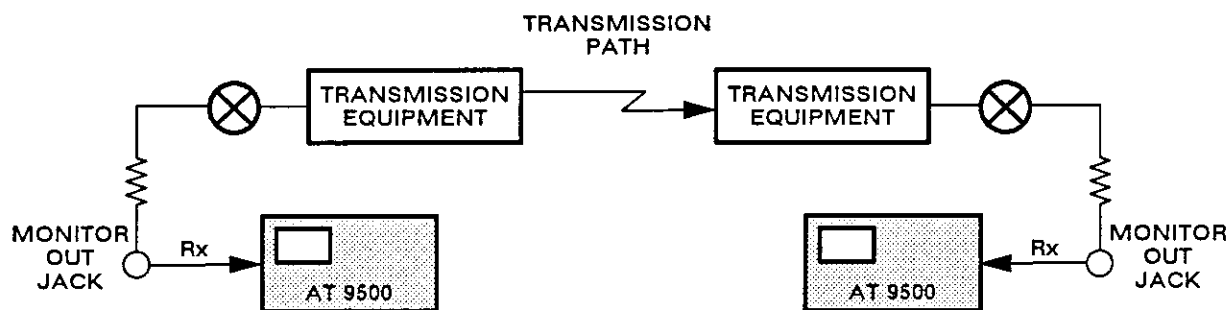 TRANSMISSION
PATH
TRANSMISSION
EQUIPMENT
TRANSMISSION
EQUIPMENT
MONITOR
OUT
JACK
Rx
AT 9500
AT 9500
Rx
MONITOR
OUT
JACK